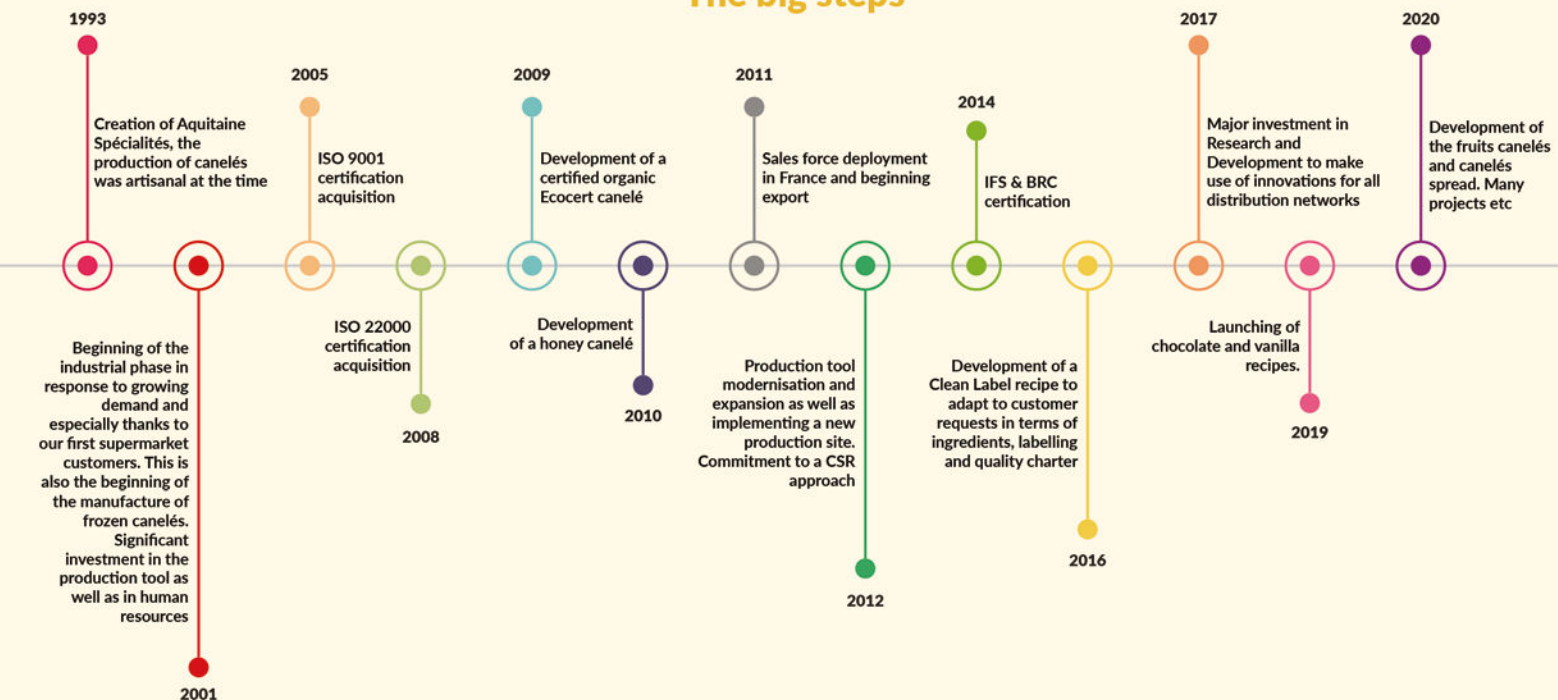 The big steps
1993
Creation of Aquitaine
Spécialités, the
production of canelés
was artisanal at the time
2001
Beginning of the
industrial phase in
response to growing
demand and
especially thanks to
our first supermarket
customers. This is
also the beginning of
the manufacture of
frozen canelés.
Significant
investment in the
production tool as
well as in human
resources
2005
ISO 9001
certification
acquisition
2008
ISO 22000
certification
acquisition
2009
Development of a
certified organic
Ecocert canelé
2010
Development
of a honey canelé
2011
Sales force deployment
in France and beginning
export
2012
Production tool
modernisation and
expansion as well as
implementing a new
production site.
Commitment to a CSR
approach
2014
IFS & BRC
certification
2016
Development of a
Clean Label recipe to
adapt to customer
requests in terms of
ingredients, labelling
and quality charter
2017
Major investment in
Research and
Development to make
use of innovations for all
distribution networks
2019
Launching of
chocolate and vanilla
recipes.
2020
Development of
the fruits canelés
and canelés
spread. Many
projects etc